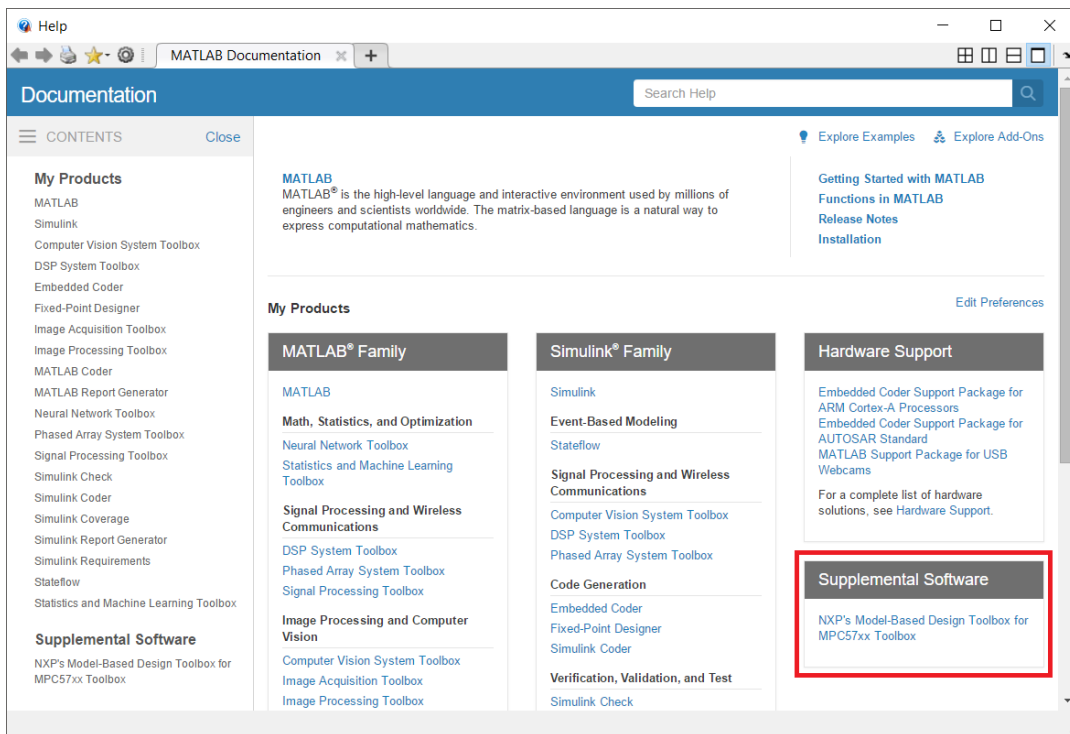 Help
MATLAB Documentation
Documentation
Search Help
CONTENTS
Close
Explore Examples
Explore Add-Ons
My Products
MATLAB
Simulink
Computer Vision System Toolbox
DSP System Toolbox
Embedded Coder
Fixed-Point Designer
Image Acquisition Toolbox
Image Processing Toolbox
MATLAB Coder
MATLAB Report Generator
Neural Network Toolbox
Phased Array System Toolbox
Signal Processing Toolbox
Simulink Check
Simulink Coder
Simulink Coverage
Simulink Report Generator
Simulink Requirements
Stateflow
Statistics and Machine Learning Toolbox
Supplemental Software
NXP's Model-Based Design Toolbox for
MPC57xx Toolbox
MATLAB
MATLAB® is the high-level language and interactive environment used by millions of
engineers and scientists worldwide. The matrix-based language is a natural way to
express computational mathematics.
Getting Started with MATLAB
Functions in MATLAB
Release Notes
Installation
My Products
Edit Preferences
MATLAB® Family
MATLAB
Math, Statistics, and Optimization
Neural Network Toolbox
Statistics and Machine Learning
Toolbox
Signal Processing and Wireless
Communications
DSP System Toolbox
Phased Array System Toolbox
Signal Processing Toolbox
Image Processing and Computer
Vision
Computer Vision System Toolbox
Image Acquisition Toolbox
Image Processing Toolbox
Simulink® Family
Simulink
Event-Based Modeling
Stateflow
Signal Processing and Wireless
Communications
Computer Vision System Toolbox
DSP System Toolbox
Phased Array System Toolbox
Code Generation
Embedded Coder
Fixed-Point Designer
Simulink Coder
Verification, Validation, and Test
Simulink Check
Hardware Support
Embedded Coder Support Package for
ARM Cortex-A Processors
Embedded Coder Support Package for
AUTOSAR Standard
MATLAB Support Package for USB
Webcams
For a complete list of hardware
solutions, see Hardware Support.
Supplemental Software
NXP's Model-Based Design Toolbox for
MPC57xx Toolbox